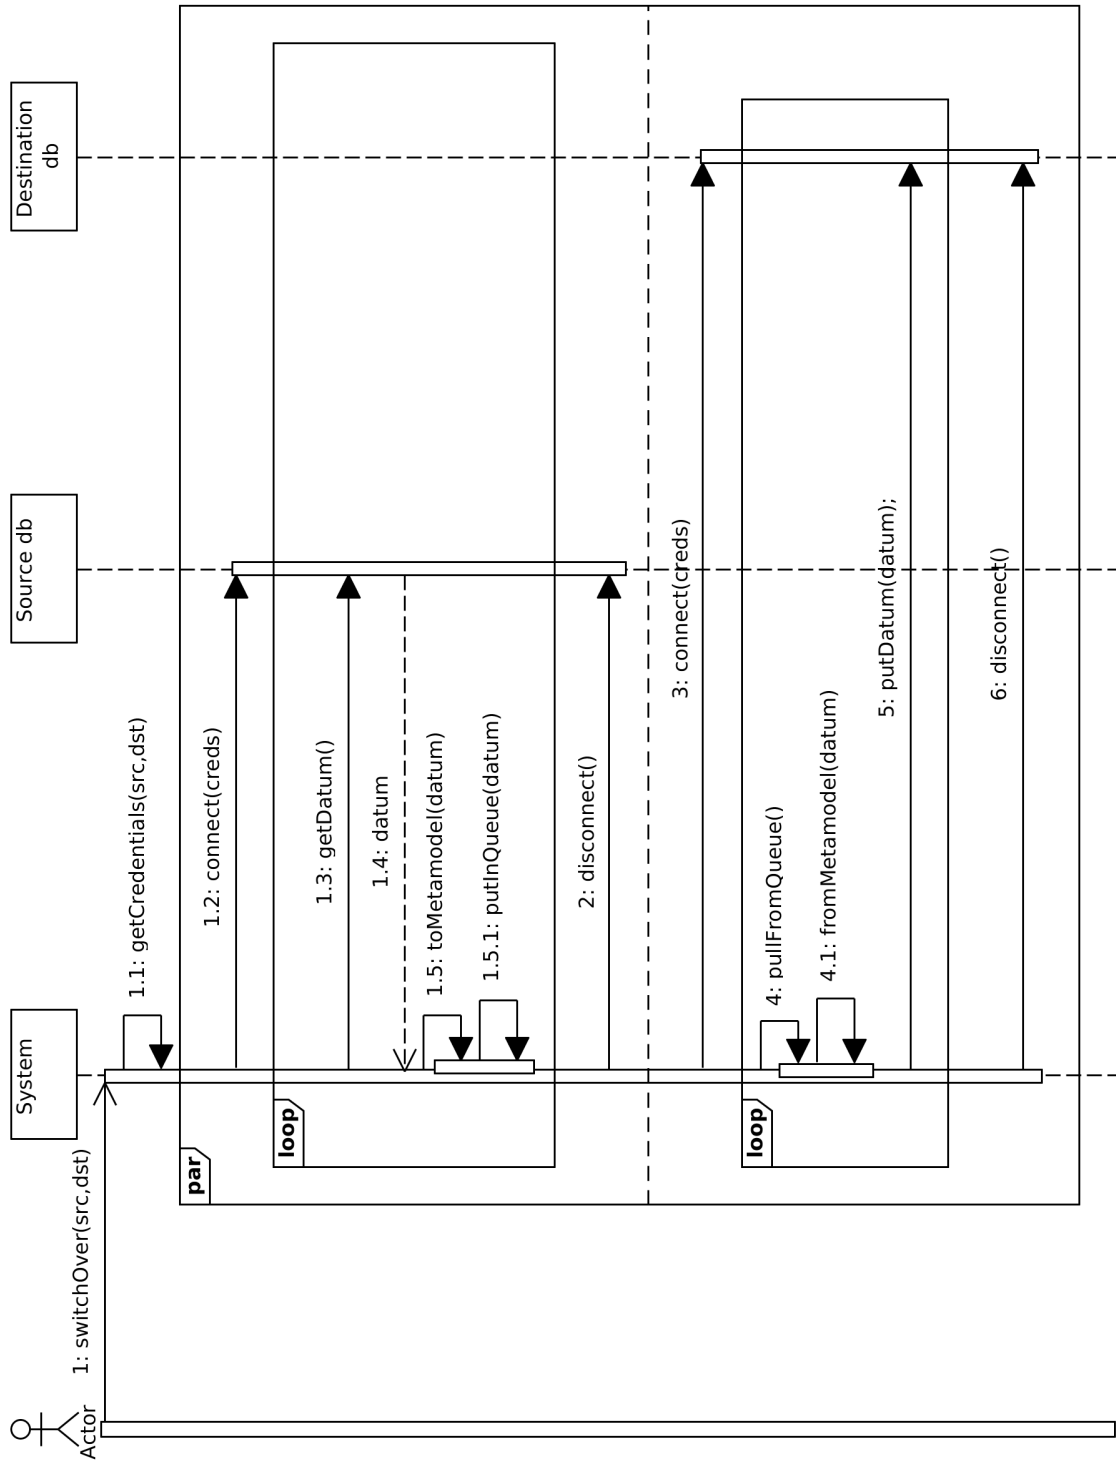 Actor
System
Source db
Destination
db
1: switchOver(src,dst)
1.1: getCredentials(src,dst)
par
1.2: connect(creds)
loop
1.3: getDatum()
1.4: datum
1.5: toMetamodel(datum)
1.5.1: putInQueue(datum)
2: disconnect()
3: connect(creds)
loop
4: pullFromQueue()
4.1: fromMetamodel(datum)
5: putDatum(datum);
6: disconnect()